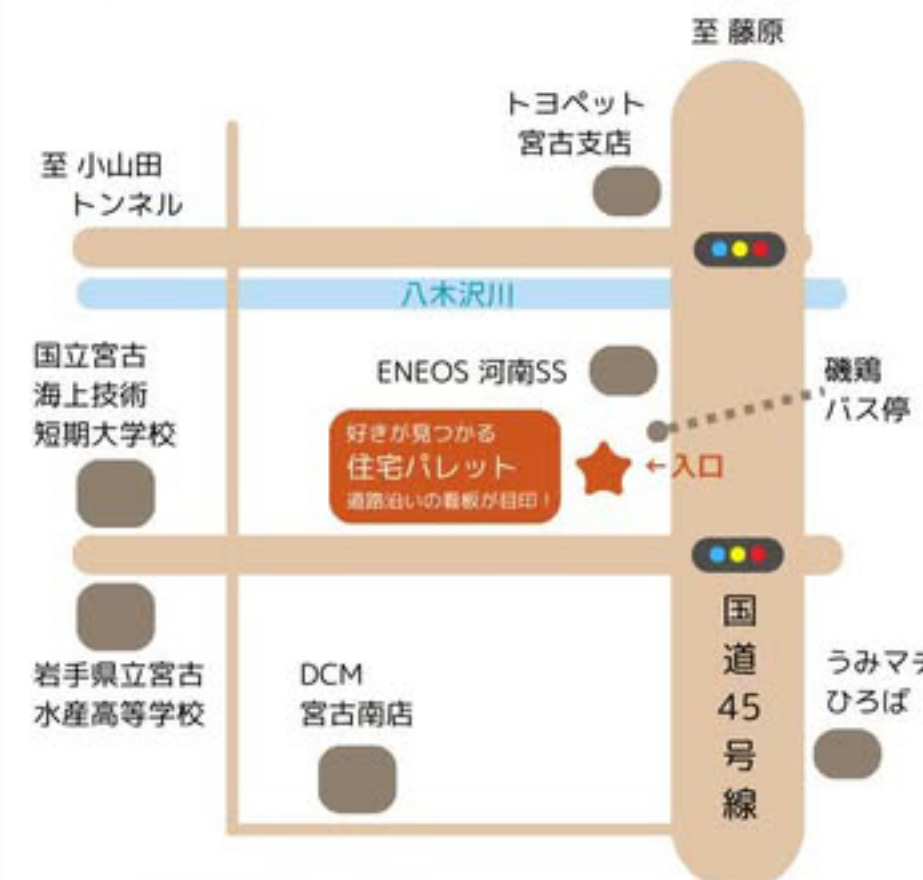 至 藤原
トヨペット
宮古支店
至 小山田
トンネル
八木沢川
国立宮古
海上技術
短期大学校
ENEOS 河南SS
磯鶏
バス停
好きが見つかる
住宅パレット
道路沿いの看板が目印！
←入口
国道45号線
岩手県立宮古
水産高等学校
DCM
宮古南店
うみマチ
ひろば